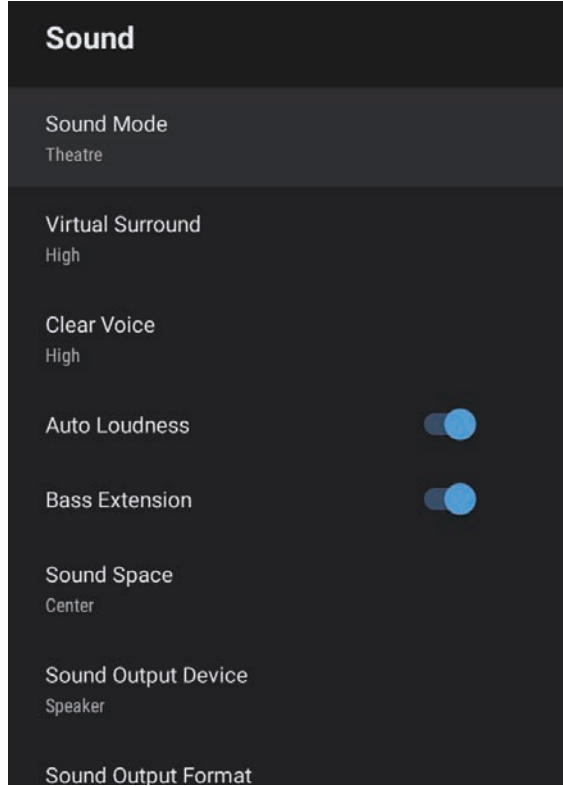 Sound
Sound Mode
Theatre
Virtual Surround
High
Clear Voice
High
Auto Loudness
Bass Extension
Sound Space
Center
Sound Output Device
Speaker
Sound Output Format